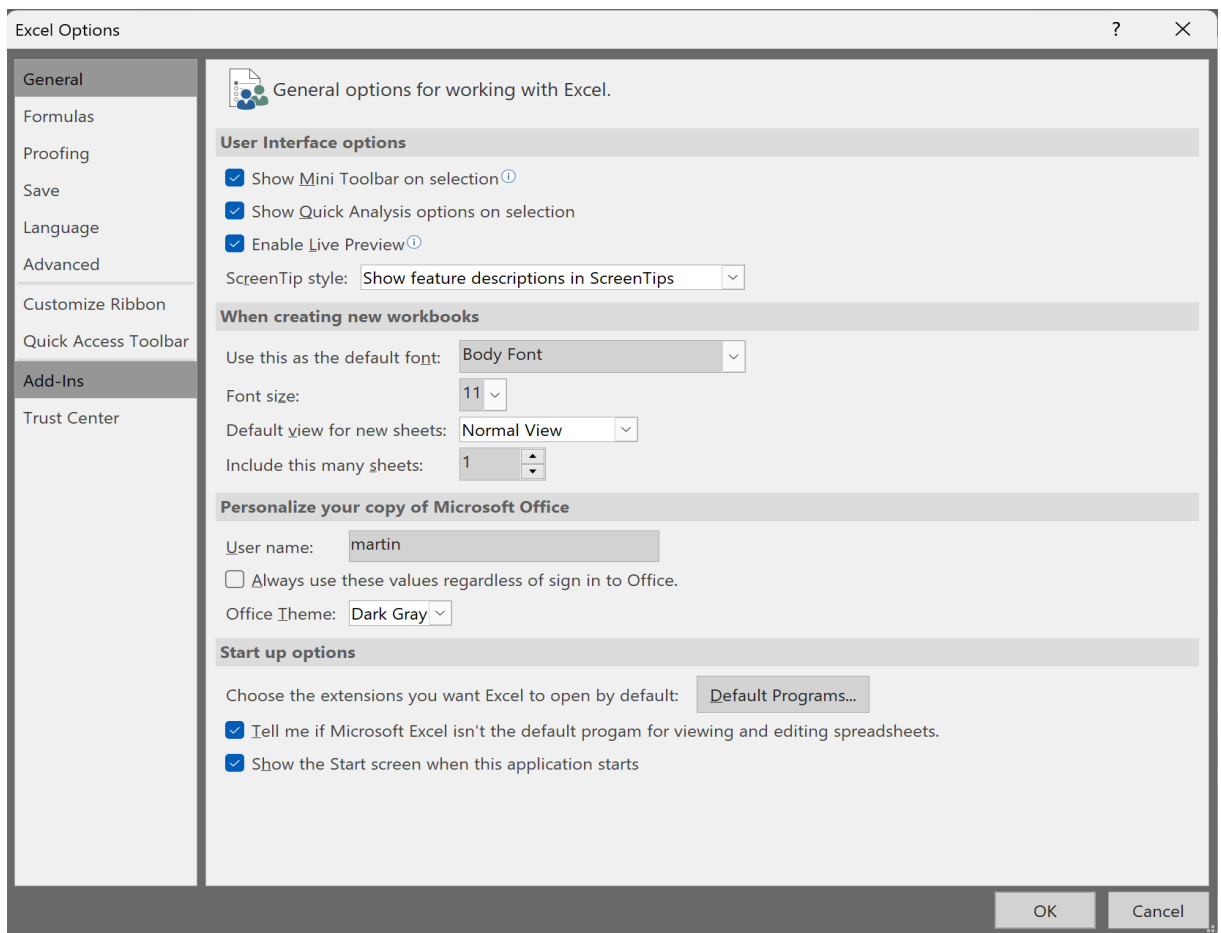 Excel Options
?
General
Formulas
Proofing
Save
Language
Advanced
Customize Ribbon
Quick Access Toolbar
Add-Ins
Trust Center
General options for working with Excel.
User Interface options
Show Mini Toolbar on selection
Show Quick Analysis options on selection
Enable Live Preview
ScreenTip style: Show feature descriptions in ScreenTips
When creating new workbooks
Use this as the default font: Body Font
Font size: 11
Default view for new sheets: Normal View
Include this many sheets: 1
Personalize your copy of Microsoft Office
User name: martin
Always use these values regardless of sign in to Office.
Office Theme: Dark Gray
Start up options
Choose the extensions you want Excel to open by default: Default Programs...
Tell me if Microsoft Excel isn't the default progam for viewing and editing spreadsheets.
Show the Start screen when this application starts
OK Cancel